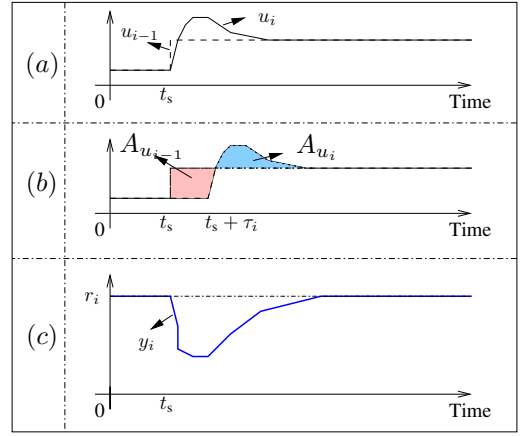 (a)
u_{i-1}
u_i
0
t_s
Time
(b)
A_{u_{i-1}}
A_{u_i}
0
t_s
t_s + τ_i
Time
(c)
r_i
y_i
0
t_s
Time